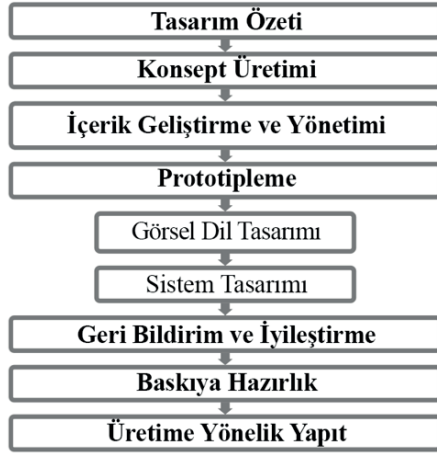 Tasarım Özeti
Konsept Üretimi
İçerik Geliştirme ve Yönetimi
Prototipleme
Görsel Dil Tasarımı
Sistem Tasarımı
Geri Bildirim ve İyileştirme
Baskıya Hazırlık
Üretime Yönelik Yapıt